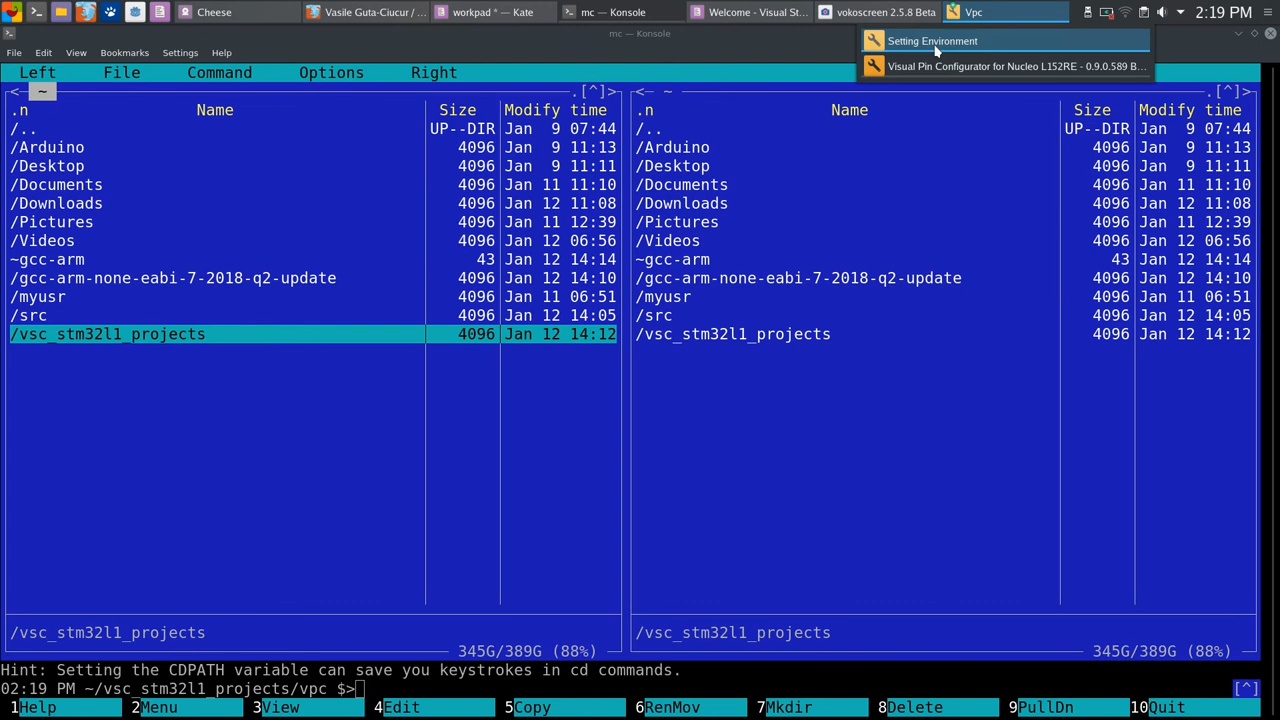 Cheese
Vasile Guta-Ciucur / ...
workpad * — Kate
mc — Konsole
Welcome - Visual St...
vokoscreen 2.5.8 Beta
Vpc
2:19 PM
mc — Konsole
Setting Environment
Visual Pin Configurator for Nucleo L152RE - 0.9.0.589 B...
File Edit View Bookmarks Settings Help
Left File Command Options Right
<- ~ .[^]> <- ~ .[^]>
.n Name Size Modify time .n Name Size Modify time
/.. UP--DIR Jan 9 07:44 /.. UP--DIR Jan 9 07:44
/Arduino 4096 Jan 9 11:13 /Arduino 4096 Jan 9 11:13
/Desktop 4096 Jan 9 11:11 /Desktop 4096 Jan 9 11:11
/Documents 4096 Jan 11 11:10 /Documents 4096 Jan 11 11:10
/Downloads 4096 Jan 12 11:08 /Downloads 4096 Jan 12 11:08
/Pictures 4096 Jan 11 12:39 /Pictures 4096 Jan 11 12:39
/Videos 4096 Jan 12 06:56 /Videos 4096 Jan 12 06:56
~gcc-arm 43 Jan 12 14:14 ~gcc-arm 43 Jan 12 14:14
/gcc-arm-none-eabi-7-2018-q2-update 4096 Jan 12 14:10 /gcc-arm-none-eabi-7-2018-q2-update 4096 Jan 12 14:10
/myusr 4096 Jan 11 06:51 /myusr 4096 Jan 11 06:51
/src 4096 Jan 12 14:05 /src 4096 Jan 12 14:05
/vsc_stm32l1_projects 4096 Jan 12 14:12 /vsc_stm32l1_projects 4096 Jan 12 14:12
/vsc_stm32l1_projects /vsc_stm32l1_projects
345G/389G (88%) 345G/389G (88%)
Hint: Setting the CDPATH variable can save you keystrokes in cd commands.
02:19 PM ~/vsc_stm32l1_projects/vpc $> [^]
1Help 2Menu 3View 4Edit 5Copy 6RenMov 7Mkdir 8Delete 9PullDn 10Quit